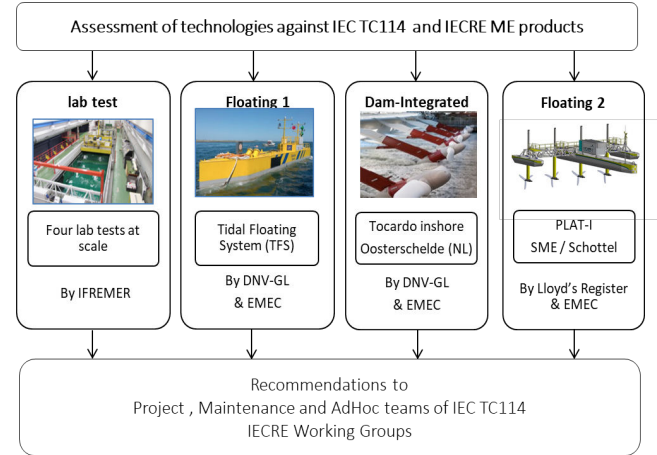 Assessment of technologies against IEC TC114 and IECRE ME products
lab test
Four lab tests at
scale
By IFREMER
Floating 1
Tidal Floating
System (TFS)
By DNV-GL
& EMEC
Dam-Integrated
Tocardo inshore
Oosterschelde (NL)
By DNV-GL
& EMEC
Floating 2
PLAT-I
SME / Schottel
By Lloyd's Register
& EMEC
Recommendations to
Project , Maintenance and AdHoc teams of IEC TC114
IECRE Working Groups